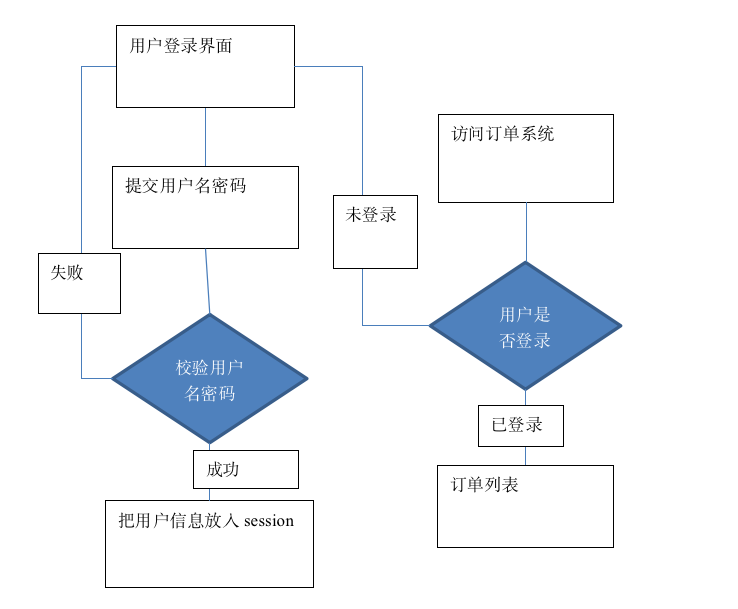 用户登录界面
访问订单系统
提交用户名密码
未登录
失败
用户是
否登录
校验用户
名密码
已登录
成功
订单列表
把用户信息放入 session